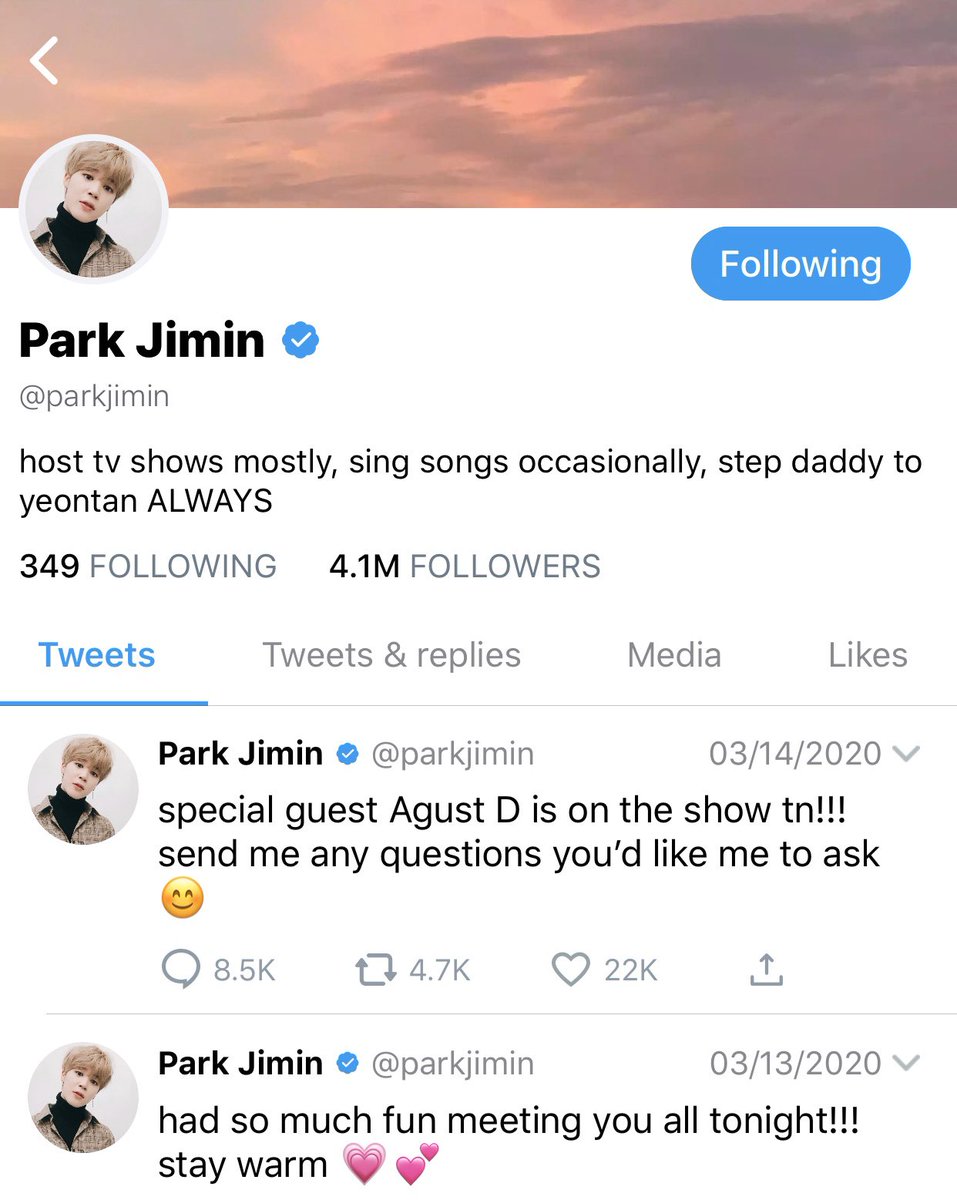 Following
Park Jimin
@parkjimin
host tv shows mostly, sing songs occasionally, step daddy to
yeontan ALWAYS
349 FOLLOWING 4.1M FOLLOWERS
Tweets Tweets & replies Media Likes
Park Jimin @parkjimin 03/14/2020
special guest Agust D is on the show tn!!!
send me any questions you’d like me to ask
😊
8.5K 4.7K 22K
Park Jimin @parkjimin 03/13/2020
had so much fun meeting you all tonight!!!
stay warm 💗💕